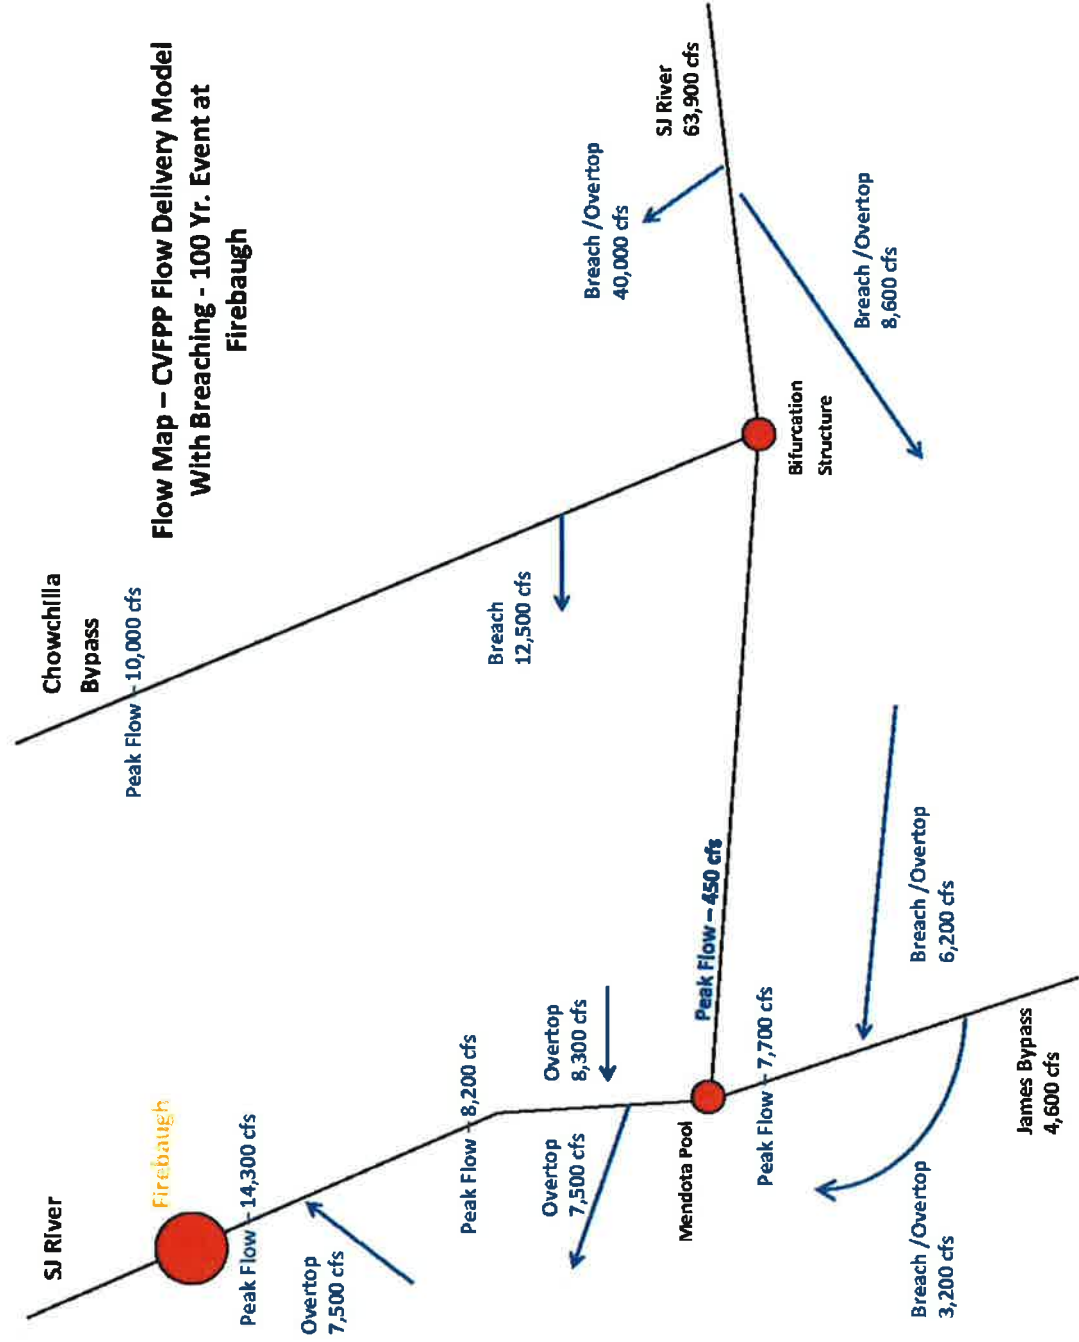 Flow Map – CVFPP Flow Delivery Model
With Breaching - 100 Yr. Event at
Firebaugh
SJ River
Firebaugh
Peak Flow – 14,300 cfs
Overtop
7,500 cfs
Peak Flow – 8,200 cfs
Overtop
7,500 cfs
Overtop
8,300 cfs
Mendota Pool
Peak Flow – 7,700 cfs
Peak Flow – 450 cfs
Breach /Overtop
3,200 cfs
James Bypass
4,600 cfs
Breach /Overtop
6,200 cfs
Chowchilla
Bypass
Peak Flow – 10,000 cfs
Breach
12,500 cfs
Bifurcation
Structure
Breach /Overtop
40,000 cfs
Breach /Overtop
8,600 cfs
SJ River
63,900 cfs